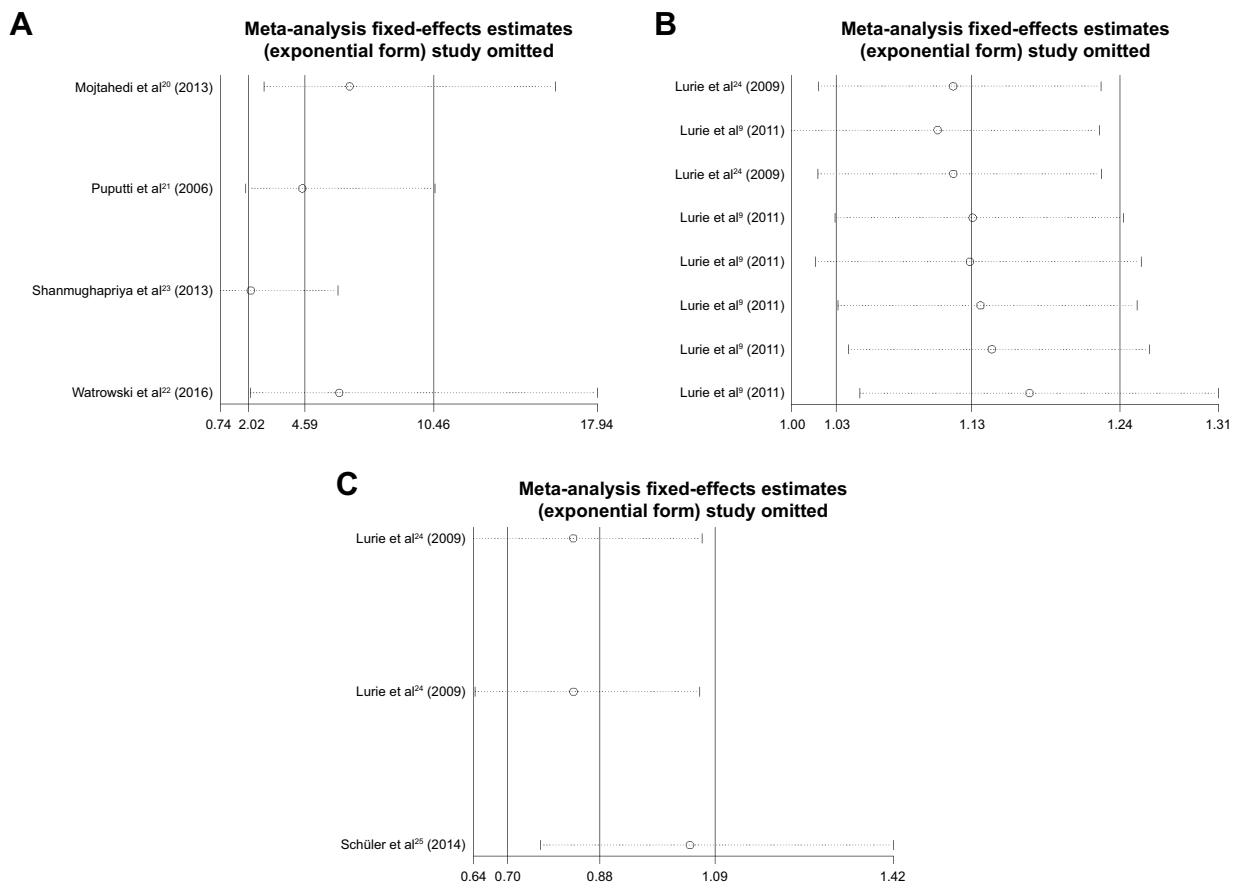 A
Meta-analysis fixed-effects estimates
(exponential form) study omitted
Mojtahedi et al²⁰ (2013)
Puputti et al²¹ (2006)
Shanmughapriya et al²³ (2013)
Watrowski et al²² (2016)
0.74 2.02 4.59 10.46 17.94
B
Meta-analysis fixed-effects estimates
(exponential form) study omitted
Lurie et al²⁴ (2009)
Lurie et al⁹ (2011)
Lurie et al²⁴ (2009)
Lurie et al⁹ (2011)
Lurie et al⁹ (2011)
Lurie et al⁹ (2011)
Lurie et al⁹ (2011)
Lurie et al⁹ (2011)
1.00 1.03 1.13 1.24 1.31
C
Meta-analysis fixed-effects estimates
(exponential form) study omitted
Lurie et al²⁴ (2009)
Lurie et al²⁴ (2009)
Schüler et al²⁵ (2014)
0.64 0.70 0.88 1.09 1.42